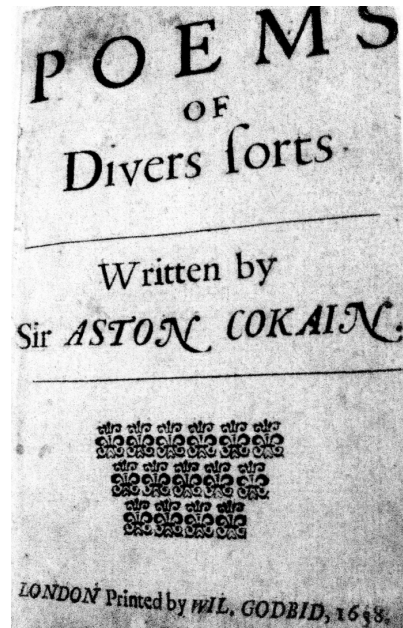 POEMS
OF
Divers ſorts.
Written by
Sir ASTON COKAIN.
LONDON Printed by WIL. GODBID, 1658.